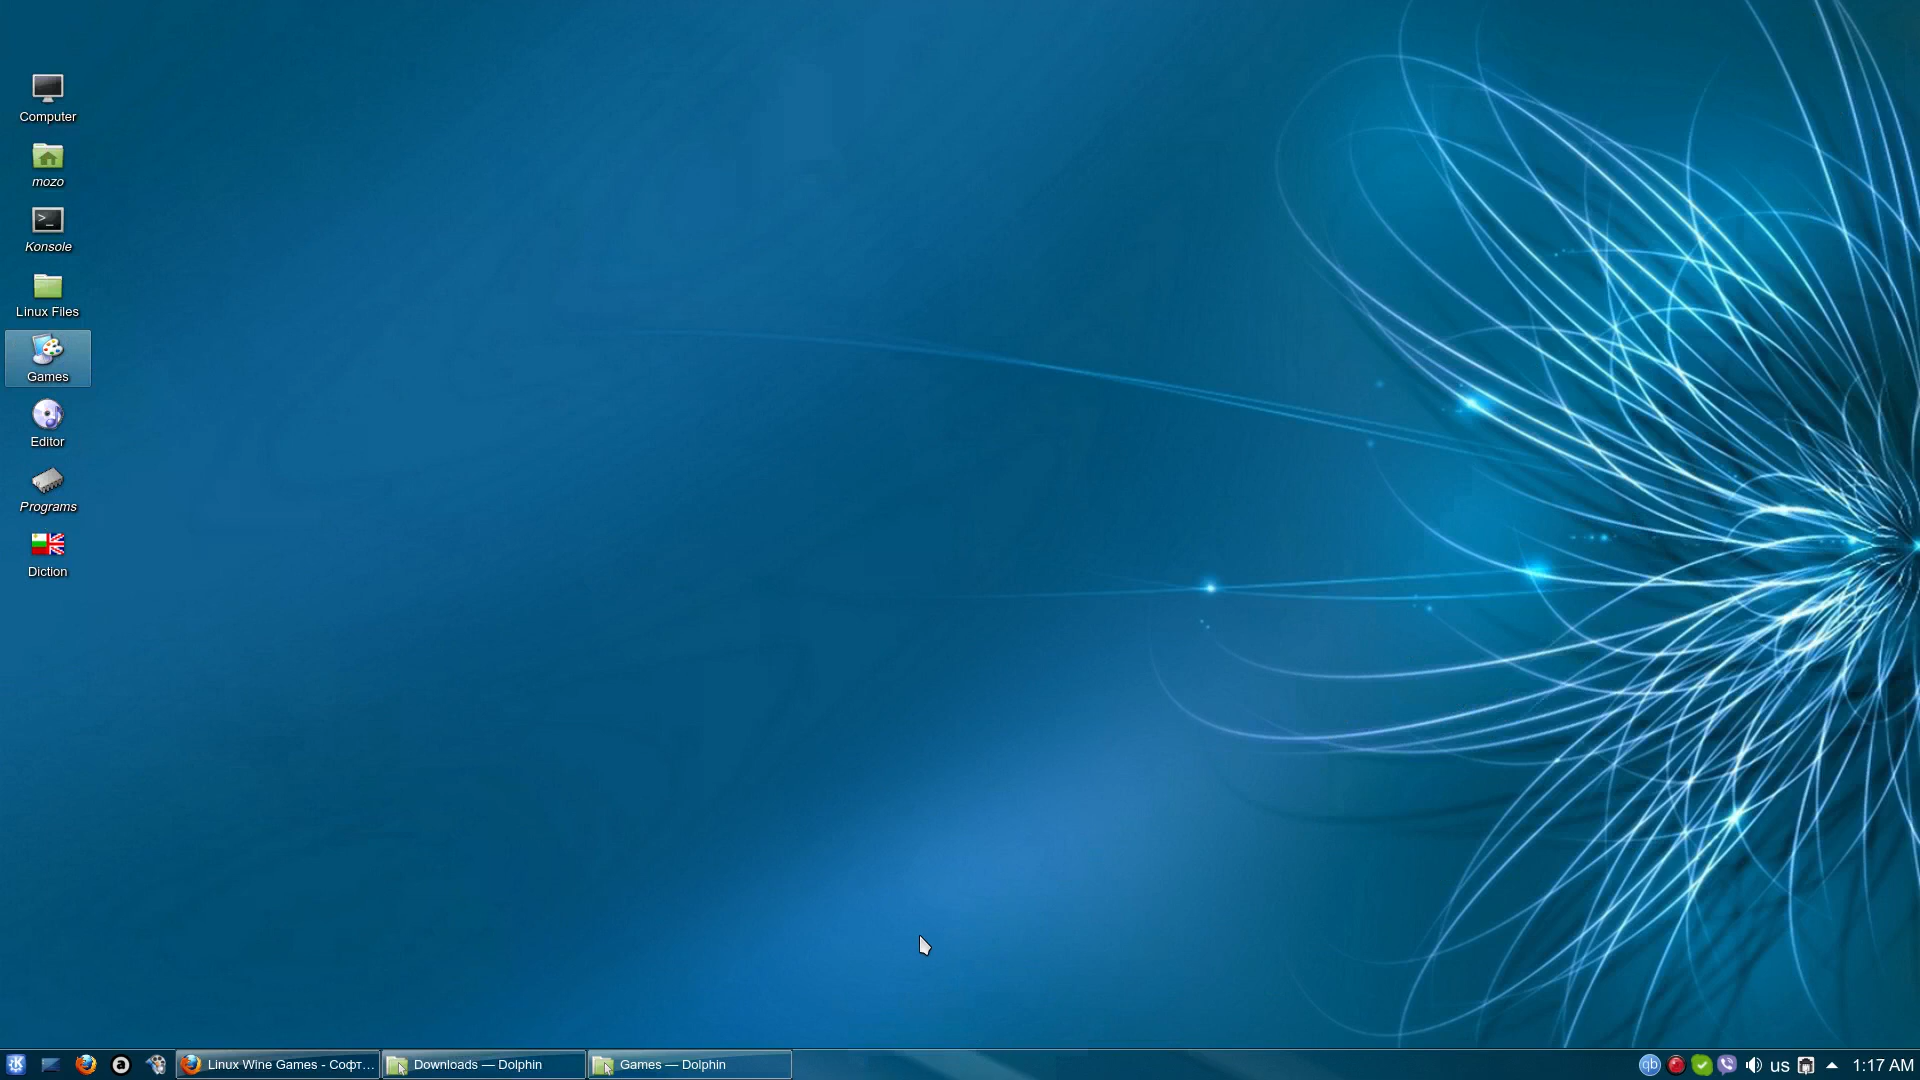 Computer
mozo
>_
Konsole
Linux Files
Games
Editor
Programs
Diction
K
a
Linux Wine Games - Софт...
Downloads — Dolphin
Games — Dolphin
qb
us
1:17 AM